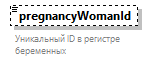 pregnancyWomanId
Уникальный ID в регистре
беременных